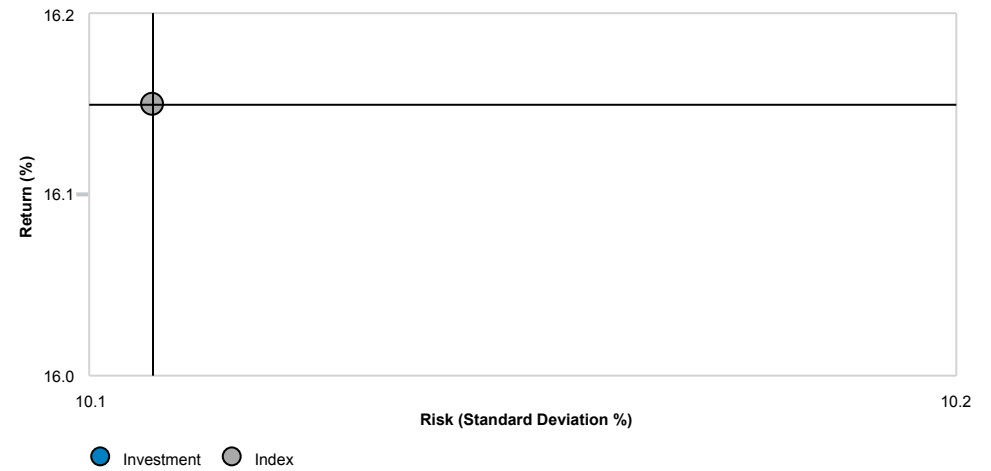 16.2
Return (%)
16.1
16.0
10.1
10.2
Risk (Standard Deviation %)
Investment Index